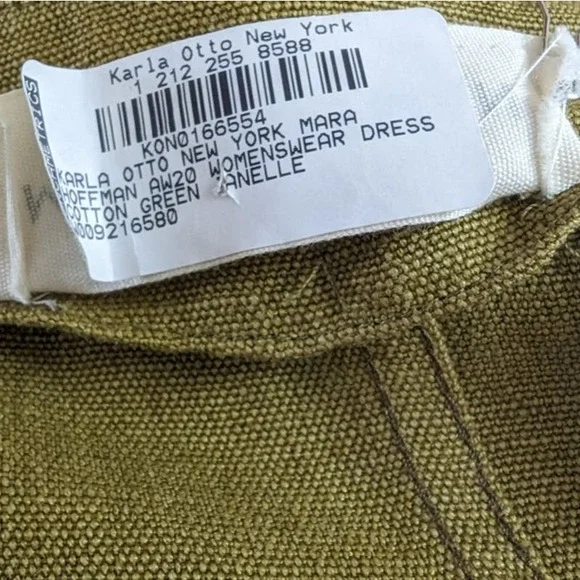 Karla Otto New York
1 212 255 8588
KON0166554
KARLA OTTO NEW YORK MARA
HOFFMAN AW20 WOMENSWEAR DRESS
COTTON GREEN JANELLE